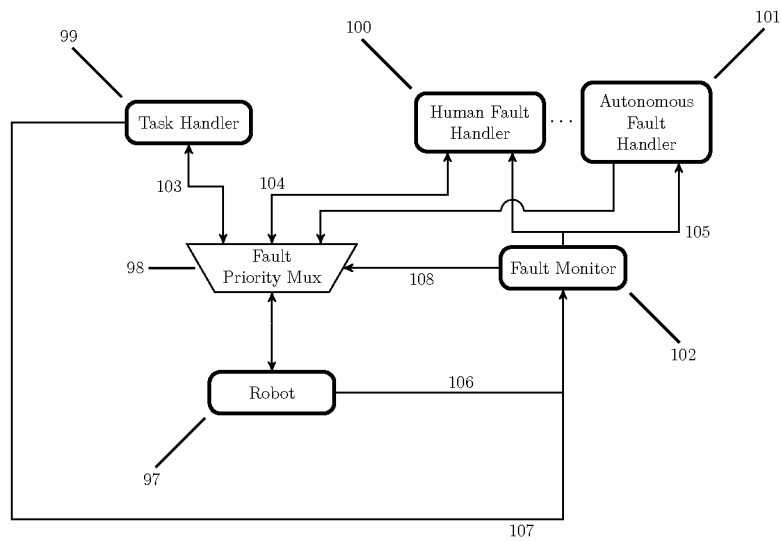 101
100
99
Autonomous
Fault
Handler
Human Fault
Handler
...
Task Handler
103
104
105
Fault
Priority Mux
98
108
Fault Monitor
102
Robot
106
97
107